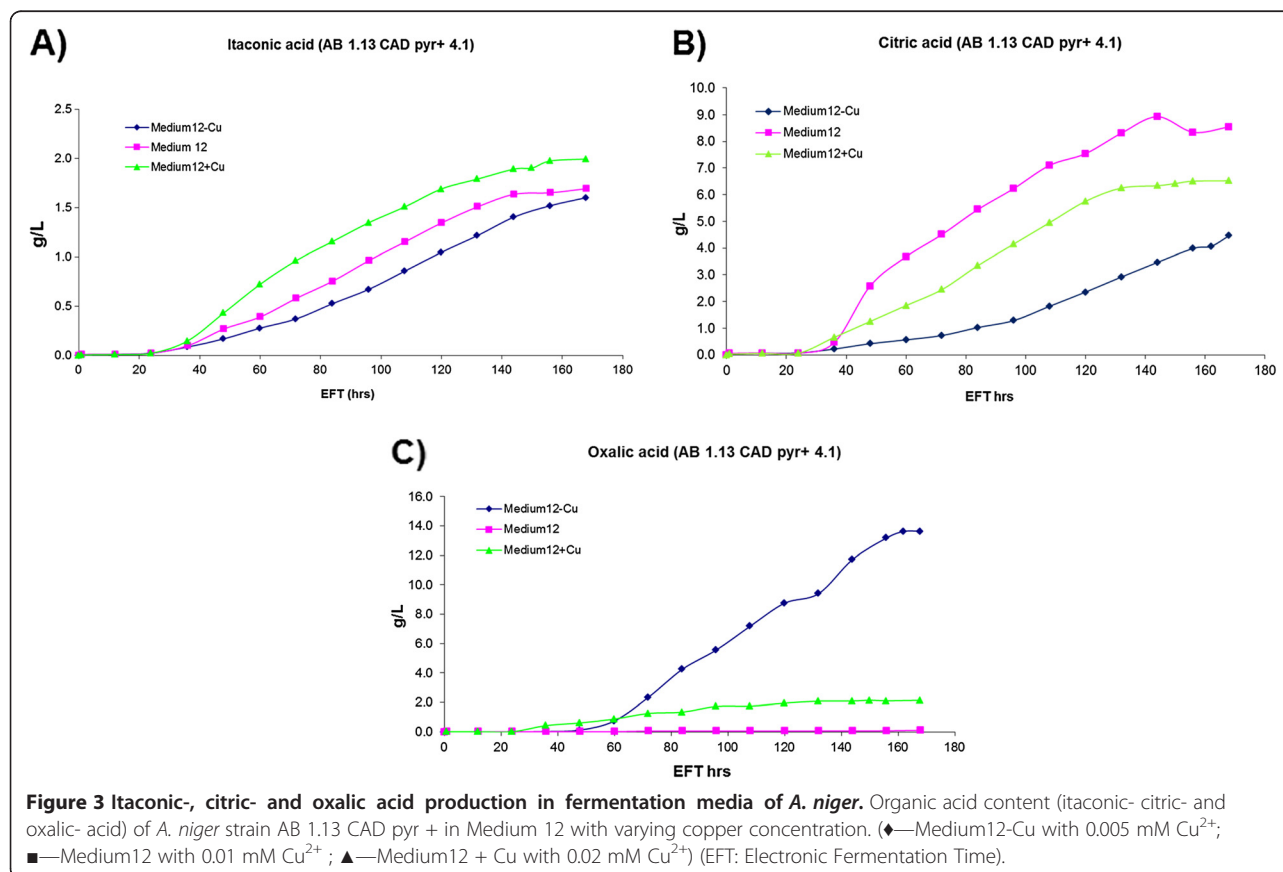 A)
Itaconic acid (AB 1.13 CAD pyr+ 4.1)
2.5
2.0
1.5
1.0
0.5
0.0
g/L
Medium12-Cu
Medium 12
Medium12+Cu
0 20 40 60 80 100 120 140 160 180
EFT (hrs)
B)
Citric acid (AB 1.13 CAD pyr+ 4.1)
10.0
9.0
8.0
7.0
6.0
5.0
4.0
3.0
2.0
1.0
0.0
g/L
Medium12-Cu
Medium12
Medium12+Cu
0 20 40 60 80 100 120 140 160 180
EFT hrs
C)
Oxalic acid (AB 1.13 CAD pyr+ 4.1)
16.0
14.0
12.0
10.0
8.0
6.0
4.0
2.0
0.0
g/L
Medium12-Cu
Medium12
Medium12+Cu
0 20 40 60 80 100 120 140 160 180
EFT hrs
Figure 3 Itaconic-, citric- and oxalic acid production in fermentation media of A. niger. Organic acid content (itaconic- citric- and
oxalic- acid) of A. niger strain AB 1.13 CAD pyr + in Medium 12 with varying copper concentration. (♦—Medium12-Cu with 0.005 mM Cu²⁺;
■—Medium12 with 0.01 mM Cu²⁺ ; ▲—Medium12 + Cu with 0.02 mM Cu²⁺) (EFT: Electronic Fermentation Time).